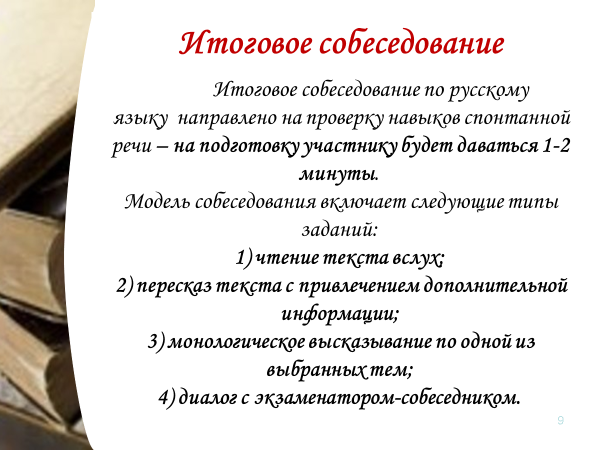 Итоговое собеседование
Итоговое собеседование по русскому
языку направлено на проверку навыков спонтанной
речи – на подготовку участнику будет даваться 1-2
минуты.
Модель собеседования включает следующие типы
заданий:
1) чтение текста вслух;
2) пересказ текста с привлечением дополнительной
информации;
3) монологическое высказывание по одной из
выбранных тем;
4) диалог с экзаменатором-собеседником.
9